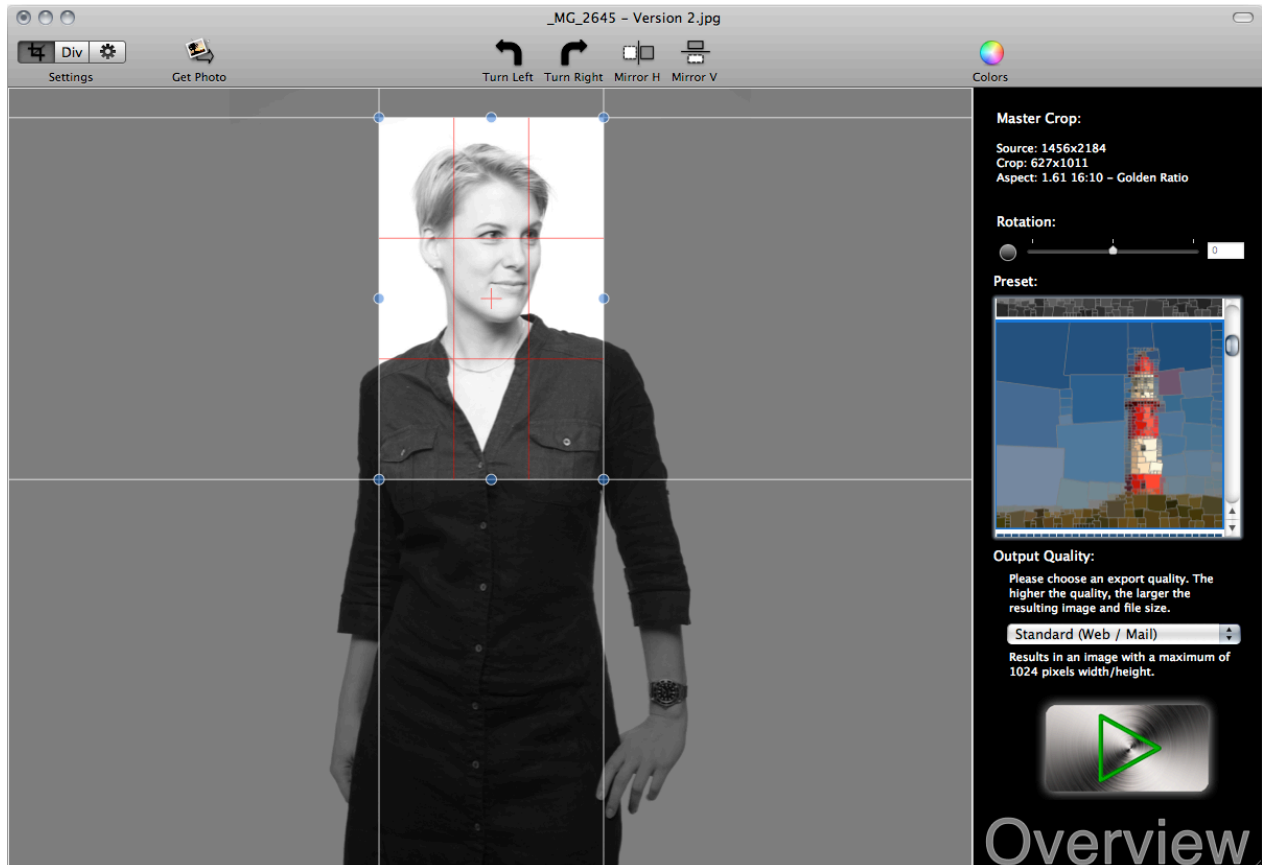 _MG_2645 – Version 2.jpg
Div
Settings
Get Photo
Turn Left
Turn Right
Mirror H
Mirror V
Colors
Master Crop:
Source: 1456x2184
Crop: 627x1011
Aspect: 1.61 16:10 – Golden Ratio
Rotation:
0
Preset:
Output Quality:
Please choose an export quality. The
higher the quality, the larger the
resulting image and file size.
Standard (Web / Mail)
Results in an image with a maximum of
1024 pixels width/height.
Overview